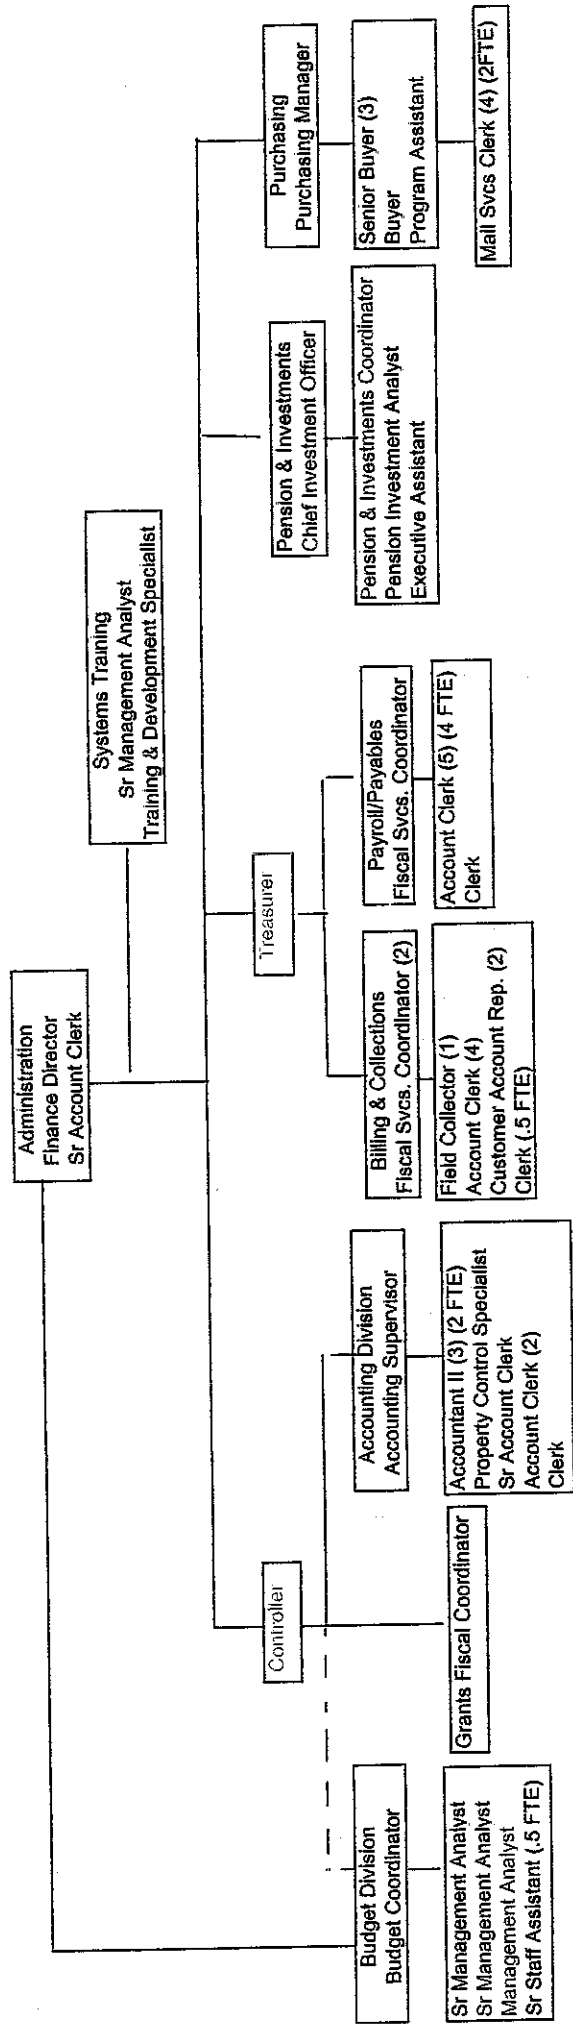 Administration
Finance Director
Sr Account Clerk
Systems Training
Sr Management Analyst
Training & Development Specialist
Controller
Treasurer
Pension & Investments
Chief Investment Officer
Purchasing
Purchasing Manager
Budget Division
Budget Coordinator
Accounting Division
Accounting Supervisor
Billing & Collections
Fiscal Svcs. Coordinator (2)
Payroll/Payables
Fiscal Svcs. Coordinator
Pension & Investments Coordinator
Pension Investment Analyst
Executive Assistant
Senior Buyer (3)
Buyer
Program Assistant
Sr Management Analyst
Sr Management Analyst
Management Analyst
Sr Staff Assistant (.5 FTE)
Grants Fiscal Coordinator
Accountant II (3) (2 FTE)
Property Control Specialist
Sr Account Clerk
Account Clerk (2)
Clerk
Field Collector (1)
Account Clerk (4)
Customer Account Rep. (2)
Clerk (.5 FTE)
Account Clerk (5) (4 FTE)
Clerk
Mail Svcs Clerk (4) (2FTE)